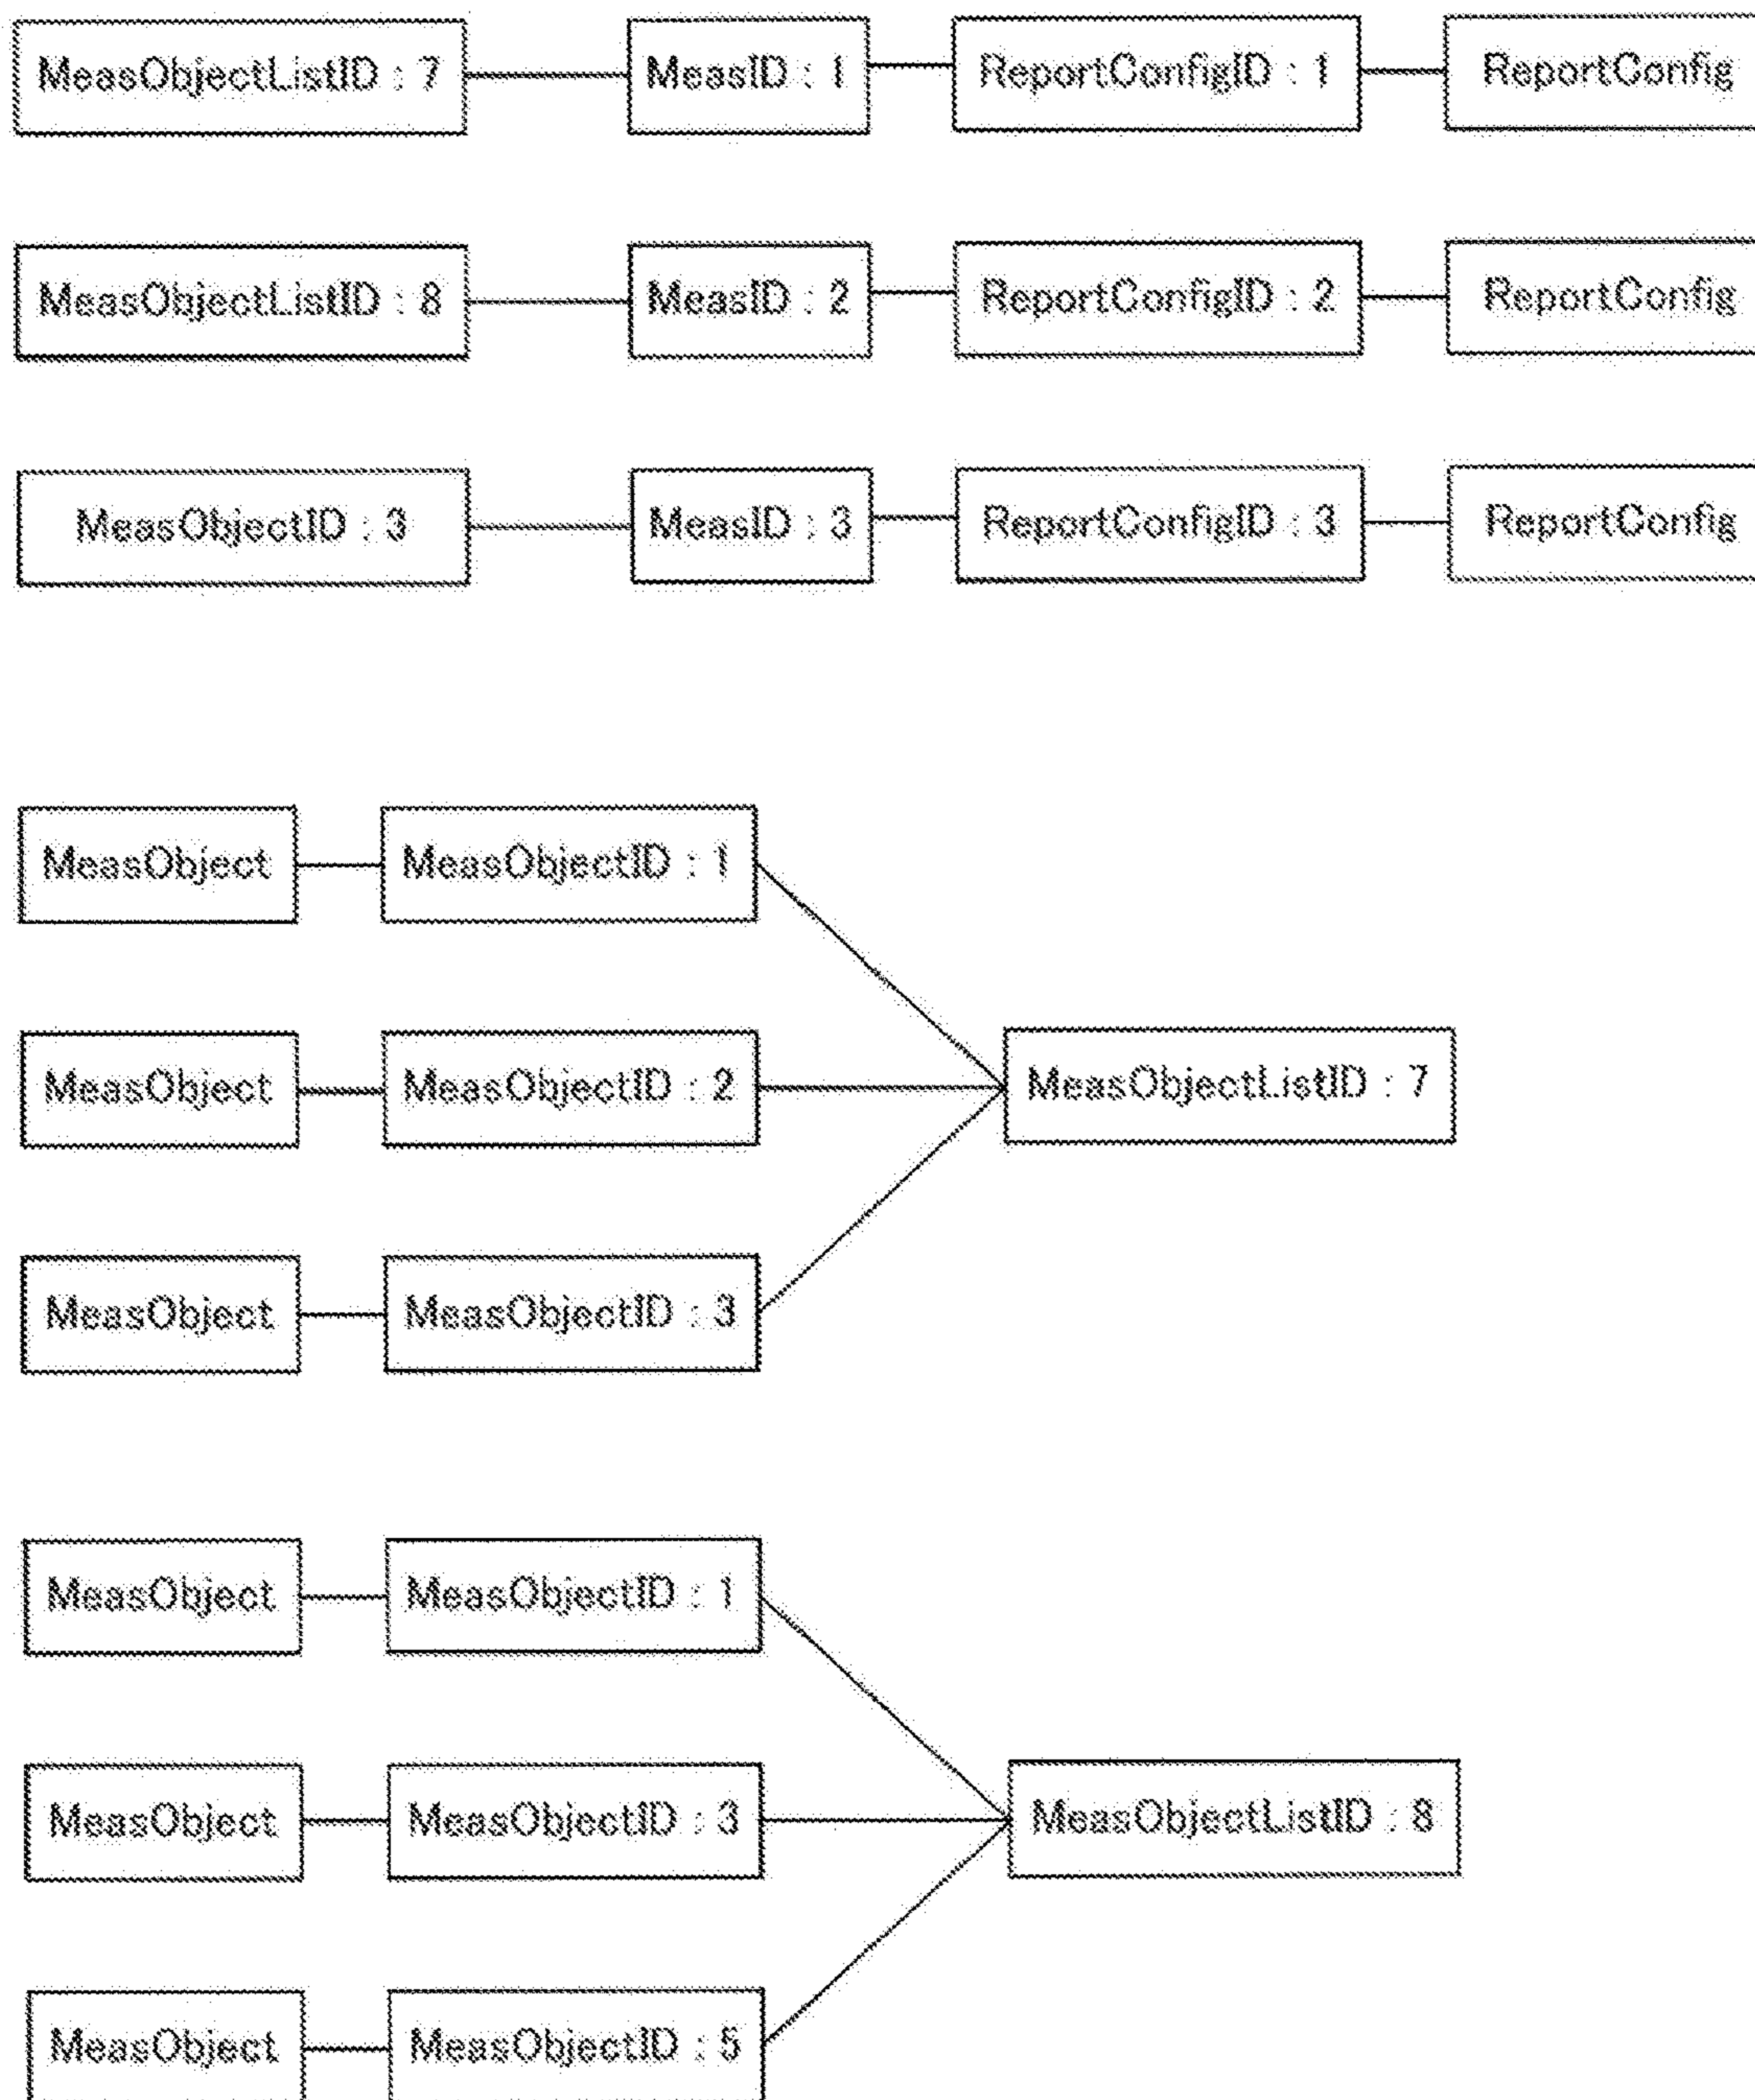 MeasObjectListID : 7 MeasID : 1 ReportConfigID : 1 ReportConfig
MeasObjectListID : 8 MeasID : 2 ReportConfigID : 2 ReportConfig
MeasObjectID : 3 MeasID : 3 ReportConfigID : 3 ReportConfig
MeasObject MeasObjectID : 1
MeasObject MeasObjectID : 2 MeasObjectListID : 7
MeasObject MeasObjectID : 3
MeasObject MeasObjectID : 1
MeasObject MeasObjectID : 3 MeasObjectListID : 8
MeasObject MeasObjectID : 5